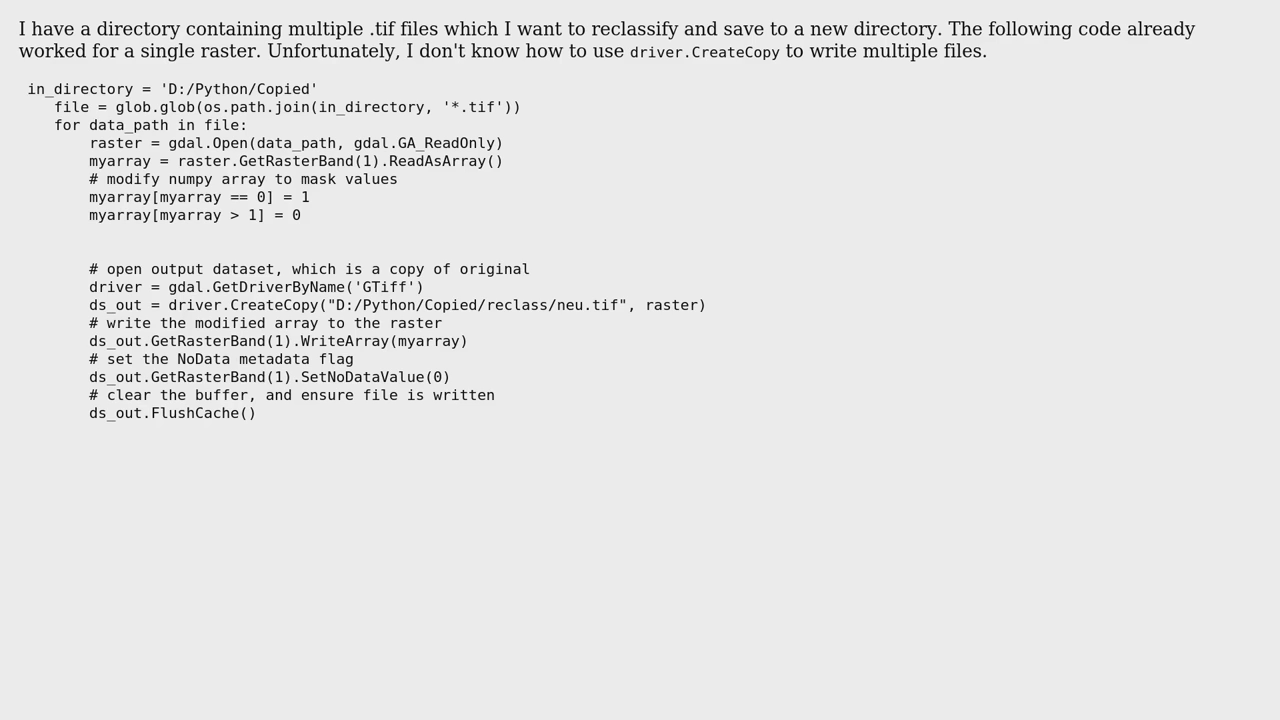 I have a directory containing multiple .tif files which I want to reclassify and save to a new directory. The following code already
worked for a single raster. Unfortunately, I don't know how to use driver.CreateCopy to write multiple files.
in_directory = 'D:/Python/Copied'
file = glob.glob(os.path.join(in_directory, '*.tif'))
for data_path in file:
raster = gdal.Open(data_path, gdal.GA_ReadOnly)
myarray = raster.GetRasterBand(1).ReadAsArray()
# modify numpy array to mask values
myarray[myarray == 0] = 1
myarray[myarray > 1] = 0
# open output dataset, which is a copy of original
driver = gdal.GetDriverByName('GTiff')
ds_out = driver.CreateCopy("D:/Python/Copied/reclass/neu.tif", raster)
# write the modified array to the raster
ds_out.GetRasterBand(1).WriteArray(myarray)
# set the NoData metadata flag
ds_out.GetRasterBand(1).SetNoDataValue(0)
# clear the buffer, and ensure file is written
ds_out.FlushCache()